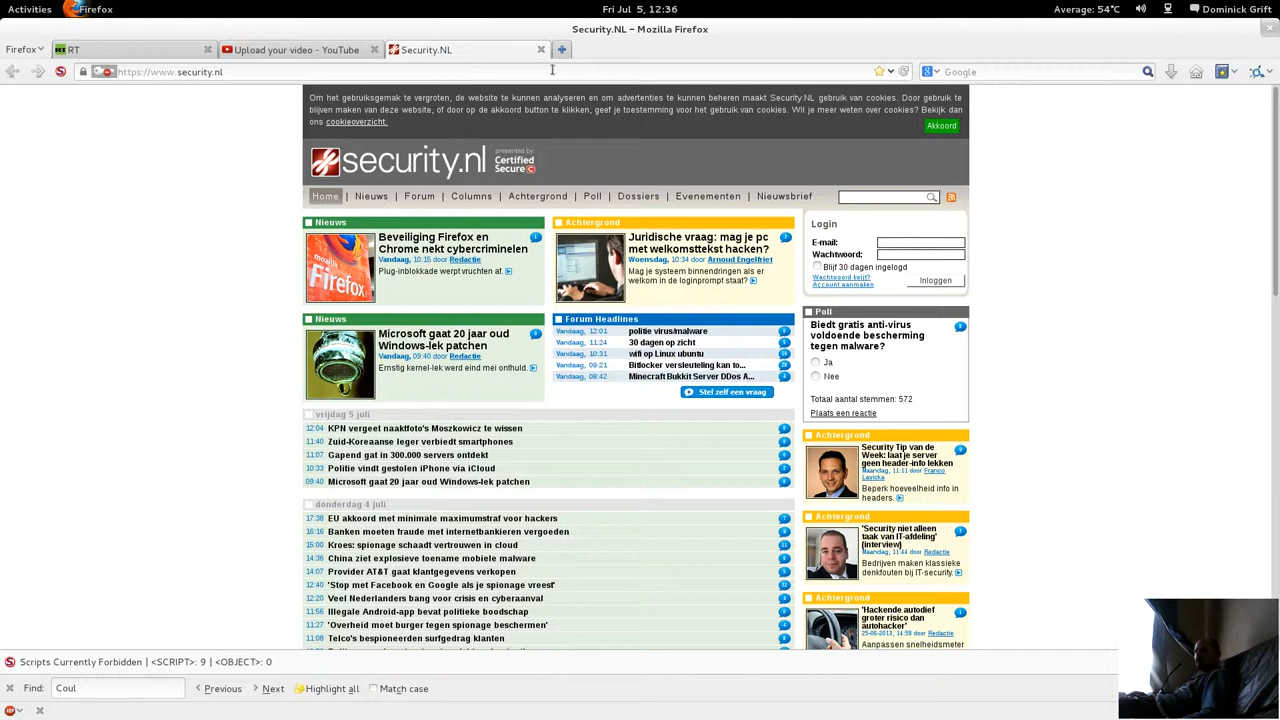 Activities Firefox Fri Jul 5, 12:36 Average: 54°C Dominick Grift
Security.NL - Mozilla Firefox
Firefox RT Upload your video - YouTube Security.NL
https://www.security.nl Google
Om het gebruiksgemak te vergroten, de website te kunnen analyseren en om advertenties te kunnen beheren maakt Security.NL gebruik van cookies. Door gebruik te
blijven maken van deze website, of door op de akkoord button te klikken, geef je toestemming voor het gebruik van cookies. Wil je meer weten over cookies? Bekijk dan
ons cookieoverzicht.
Akkoord
security.nl
presented by:
Certified
Secure
Home | Nieuws | Forum | Columns | Achtergrond | Poll | Dossiers | Evenementen | Nieuwsbrief
Nieuws
Beveiliging Firefox en
Chrome nekt cybercriminelen
Vandaag, 10:15 door Redactie
Plug-inblokkade werpt vruchten af.
mozilla
Firefox
Achtergrond
Juridische vraag: mag je pc
met welkomsttekst hacken?
Woensdag, 10:34 door Arnoud Engelfriet
Mag je systeem binnendringen als er
welkom in de loginprompt staat?
Login
E-mail:
Wachtwoord:
Blijf 30 dagen ingelogd
Wachtwoord kwijt?
Account aanmaken
Inloggen
Nieuws
Microsoft gaat 20 jaar oud
Windows-lek patchen
Vandaag, 09:40 door Redactie
Ernstig kernel-lek werd eind mei onthuld.
Forum Headlines
Vandaag, 12:01 politie virus/malware
Vandaag, 11:24 30 dagen op zicht
Vandaag, 10:31 wifi op Linux ubuntu
Vandaag, 09:21 Bitlocker versleuteling kan to...
Vandaag, 08:42 Minecraft Bukkit Server DDos A...
Stel zelf een vraag
Poll
Biedt gratis anti-virus
voldoende bescherming
tegen malware?
Ja
Nee
Totaal aantal stemmen: 572
Plaats een reactie
vrijdag 5 juli
12:04 KPN vergeet naaktfoto's Moszkowicz te wissen
11:40 Zuid-Koreaanse leger verbiedt smartphones
11:07 Gapend gat in 300.000 servers ontdekt
10:33 Politie vindt gestolen iPhone via iCloud
09:40 Microsoft gaat 20 jaar oud Windows-lek patchen
donderdag 4 juli
17:38 EU akkoord met minimale maximumstraf voor hackers
16:16 Banken moeten fraude met internetbankieren vergoeden
15:00 Kroes: spionage schaadt vertrouwen in cloud
14:36 China ziet explosieve toename mobiele malware
14:07 Provider AT&T gaat klantgegevens verkopen
12:40 'Stop met Facebook en Google als je spionage vreest'
12:20 Veel Nederlanders bang voor crisis en cyberaanval
11:56 Illegale Android-app bevat politieke boodschap
11:36 'Overheid moet burger tegen spionage beschermen'
11:08 Telco's bespioneren surfgedrag klanten
Achtergrond
Security Tip van de
Week: laat je server
geen header-info lekken
Maandag, 11:11 door Franco
Lavicka
Beperk hoeveelheid info in
headers.
Achtergrond
'Security niet alleen
taak van IT-afdeling'
(interview)
Maandag, 11:44 door Redactie
Bedrijven maken klassieke
denkfouten bij IT-security.
Achtergrond
'Hackende autodief
groter risico dan
autohacker'
25-06-2013, 14:58 door Redactie
Aanpassen snelheidsmeter
Scripts Currently Forbidden | <SCRIPT>: 9 | <OBJECT>: 0
Find: Coul Previous Next Highlight all Match case